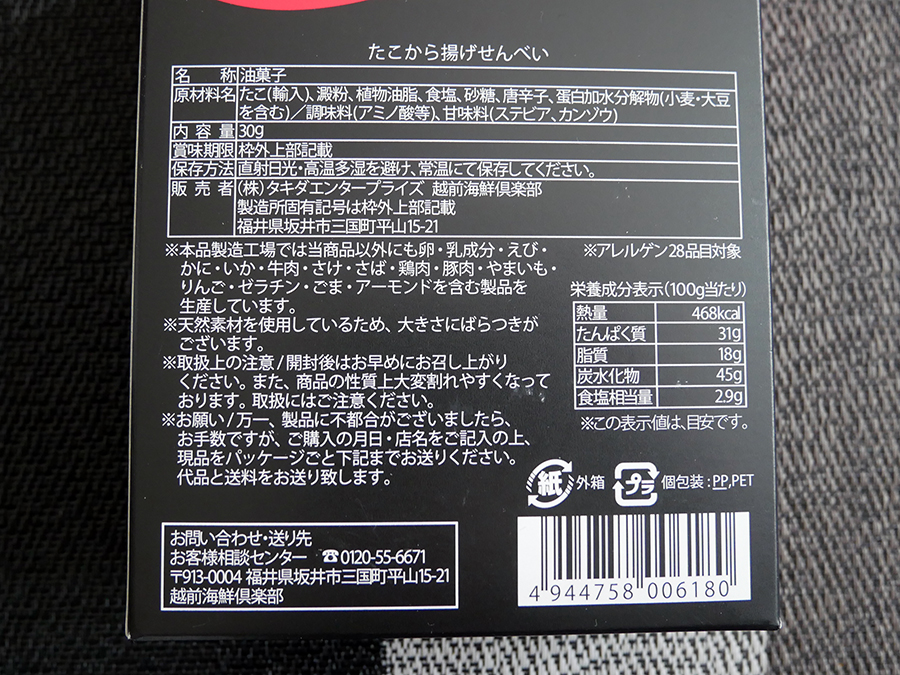 たこから揚げせんべい
名 称 油菓子
原材料名 たこ(輸入)、澱粉、植物油脂、食塩、砂糖、唐辛子、蛋白加水分解物(小麦・大豆
を含む)／調味料(アミノ酸等)、甘味料(ステビア、カンゾウ)
内容量 30g
賞味期限 枠外上部記載
保存方法 直射日光・高温多湿を避け、常温にて保存してください。
販売者 (株)タキダエンタープライズ 越前海鮮倶楽部
製造所固有記号は枠外上部記載
福井県坂井市三国町平山15-21
※本品製造工場では当商品以外にも卵・乳成分・えび・
かに・いか・牛肉・さけ・さば・鶏肉・豚肉・やまいも・
りんご・ゼラチン・ごま・アーモンドを含む製品を
生産しています。
※天然素材を使用しているため、大きさにばらつきが
ございます。
※取扱上の注意/開封後はお早めにお召し上がり
ください。また、商品の性質上大変割れやすくなって
おります。取扱にはご注意ください。
※お願い/万一、製品に不都合がございましたら、
お手数ですが、ご購入の月日・店名をご記入の上、
現品をパッケージごと下記までお送りください。
代品と送料をお送り致します。
※アレルゲン28品目対象
栄養成分表示(100g当たり)
熱量 468kcal
たんぱく質 31g
脂質 18g
炭水化物 45g
食塩相当量 2.9g
※この表示値は、目安です。
紙 外箱 プラ 個包装:PP,PET
お問い合わせ・送り先
お客様相談センター ☎0120-55-6671
〒913-0004 福井県坂井市三国町平山15-21
越前海鮮倶楽部
4 944758 006180